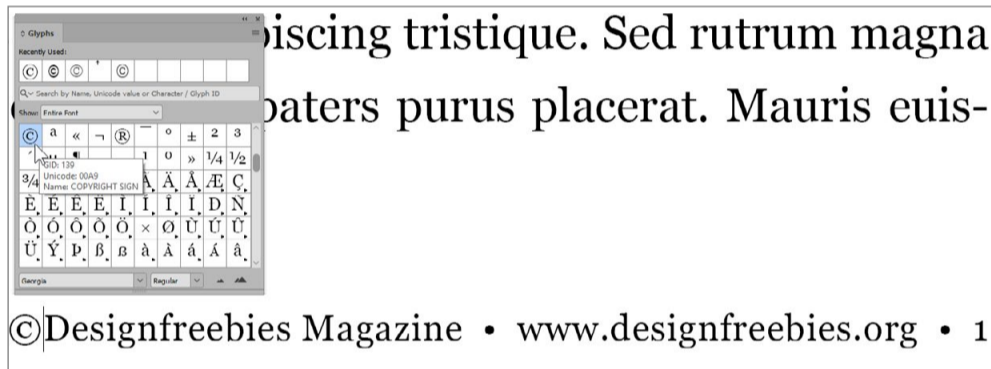 Glyphs
Recently Used:
© © © ' ©
Search by Name, Unicode value or Character / Glyph ID
Show: Entire Font
© ª « ¬ ® ¯ º ± ² ³
º » ¼ ½
¾ Ä Å Æ Ç
GID: 139
Unicode: 00A9
Name: COPYRIGHT SIGN
È É Ê Ë Ì Í Î Ï Ð Ñ
Ò Ó Ô Õ Ö × Ø Ù Ú Û
Ü Ý Þ ß à À á Á â
Georgia
Regular
iscing tristique. Sed rutrum magna
paters purus placerat. Mauris euis-
©Designfreebies Magazine • www.designfreebies.org • 1